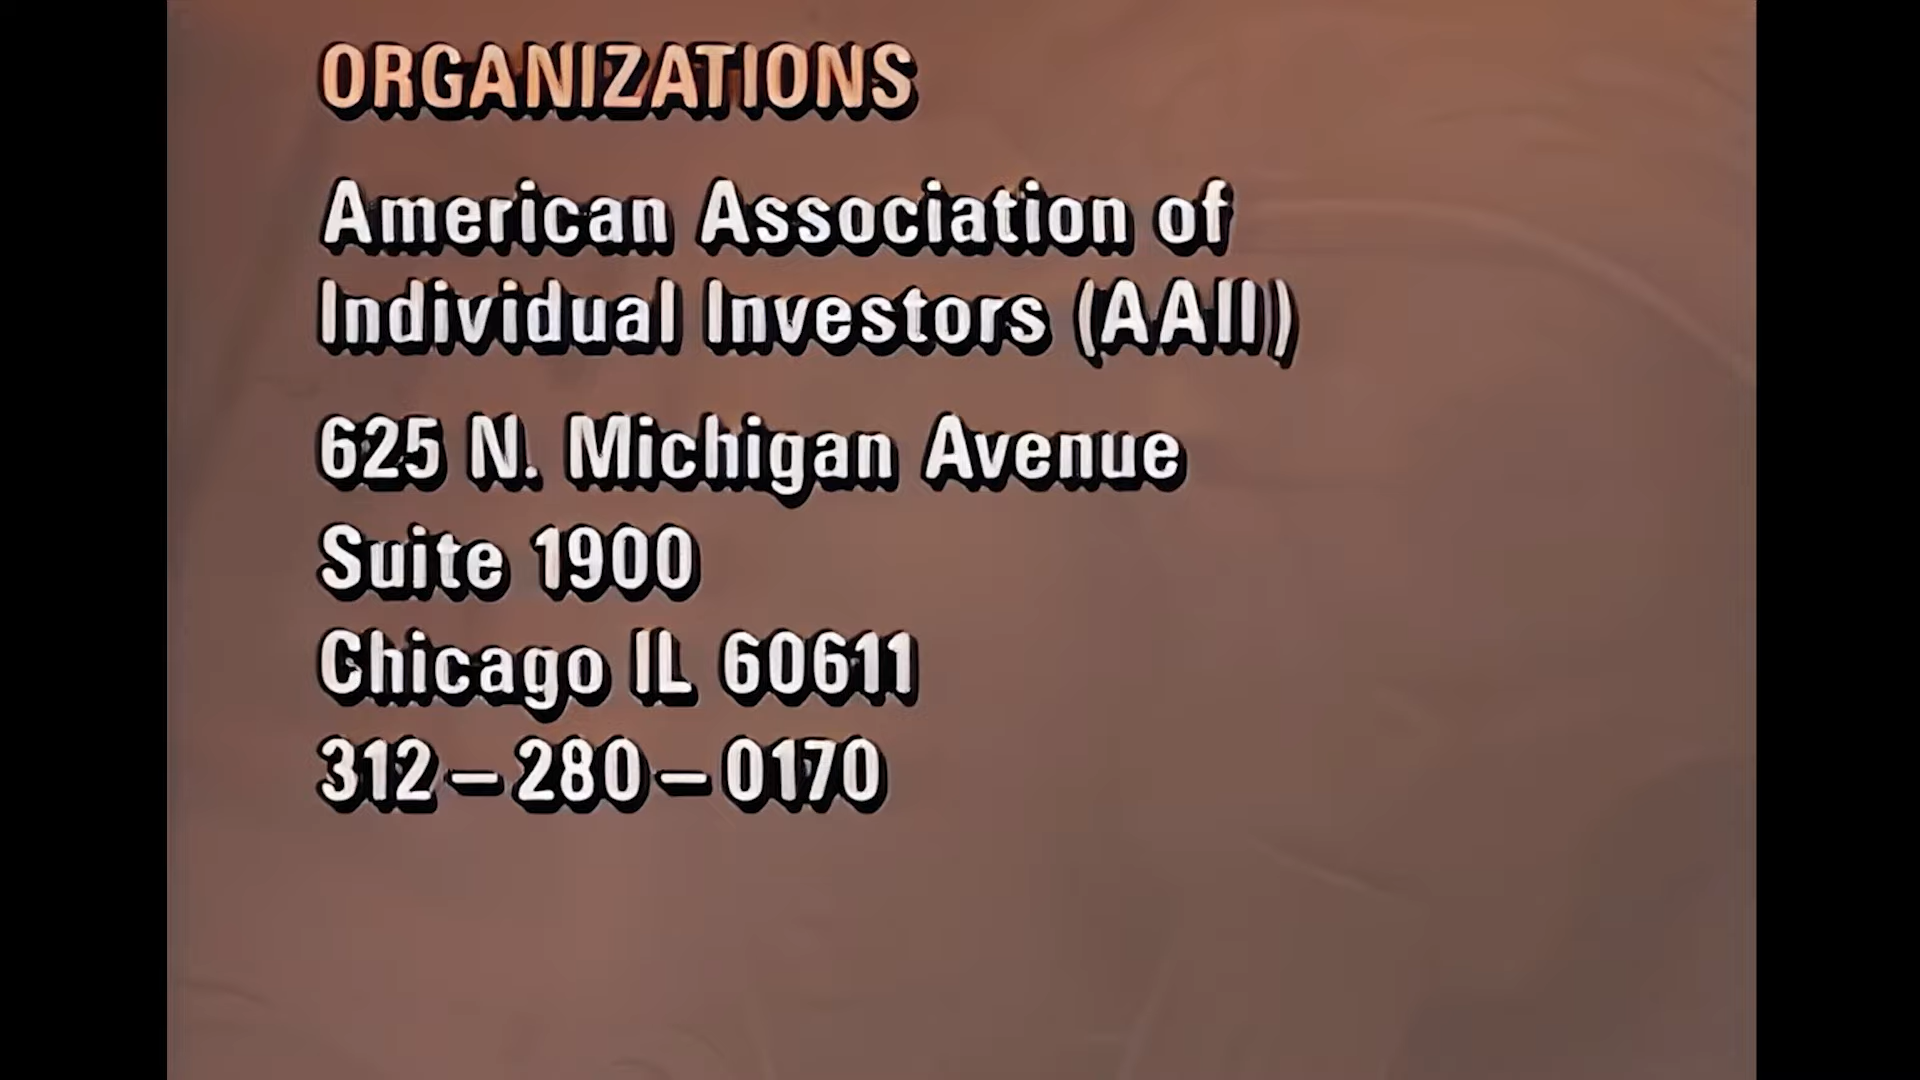 ORGANIZATIONS
American Association of
Individual Investors (AAII)
625 N. Michigan Avenue
Suite 1900
Chicago IL 60611
312-280-0170